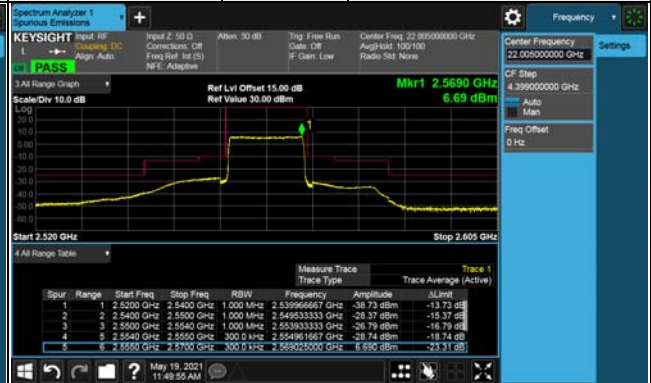 Spectrum Analyzer 1
Spurious Emissions
+
Frequency
KEYSIGHT
Input: RF
Coupling: DC
Align: Auto
Input Z: 50 Ω
Corrections: Off
Freq Ref: Int (S)
NFE: Adaptive
Atten: 30 dB
Trig: Free Run
Gate: Off
IF Gain: Low
Center Freq: 22.005000000 GHz
Avg|Hold: 100/100
Radio Std: None
L
PASS
Center Frequency
22.005000000 GHz
Settings
CF Step
4.399000000 GHz
Auto
Man
Freq Offset
0 Hz
3 All Range Graph
Scale/Div 10.0 dB
Ref Lvl Offset 15.00 dB
Ref Value 30.00 dBm
Mkr1 2.5690 GHz
6.69 dBm
Log
20.0
10.0
0.00
-10.0
-20.0
-30.0
-40.0
-50.0
-60.0
1
Start 2.520 GHz
Stop 2.605 GHz
4 All Range Table
Measure Trace Trace 1
Trace Type Trace Average (Active)
Spur Range Start Freq Stop Freq RBW Frequency Amplitude ΔLimit
1 1 2.5200 GHz 2.5400 GHz 1.000 MHz 2.539966667 GHz -38.73 dBm -13.73 dB
2 2 2.5400 GHz 2.5500 GHz 1.000 MHz 2.549533333 GHz -28.37 dBm -15.37 dB
3 3 2.5500 GHz 2.5540 GHz 1.000 MHz 2.553933333 GHz -26.79 dBm -16.79 dB
4 5 2.5540 GHz 2.5550 GHz 300.0 kHz 2.554961667 GHz -28.74 dBm -18.74 dB
5 6 2.5550 GHz 2.5700 GHz 300.0 kHz 2.569025000 GHz 6.690 dBm -23.31 dB
?
May 19, 2021
11:49:55 AM